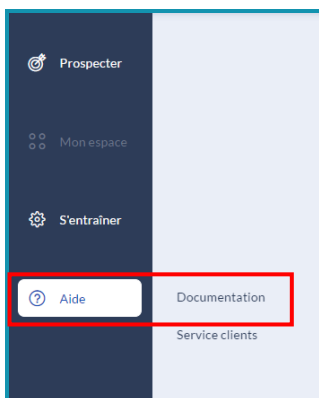 Prospecter
Mon espace
S'entraîner
Aide
Documentation
Service clients